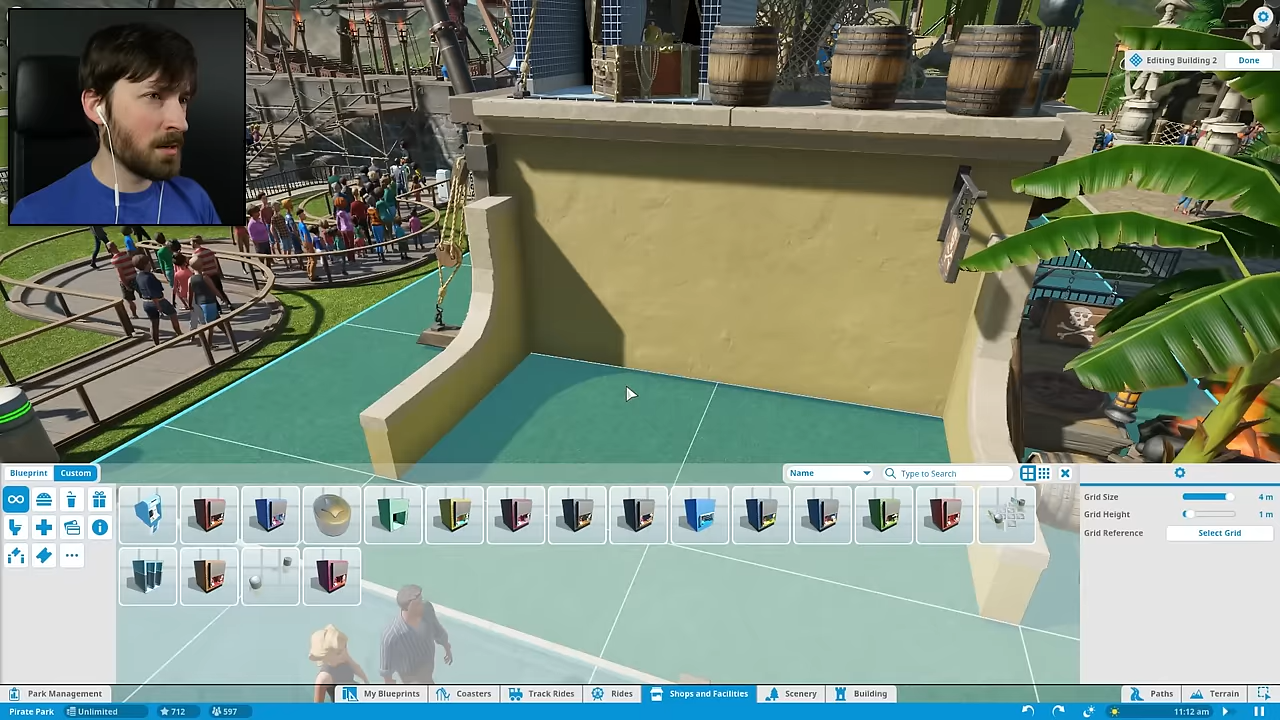 Editing Building 2 Done
Blueprint Custom
Name
Type to Search
Grid Size 4 m
Grid Height 1 m
Grid Reference Select Grid
Park Management
My Blueprints
Coasters
Track Rides
Rides
Shops and Facilities
Scenery
Building
Paths
Terrain
Pirate Park
Unlimited
712
597
11:12 am